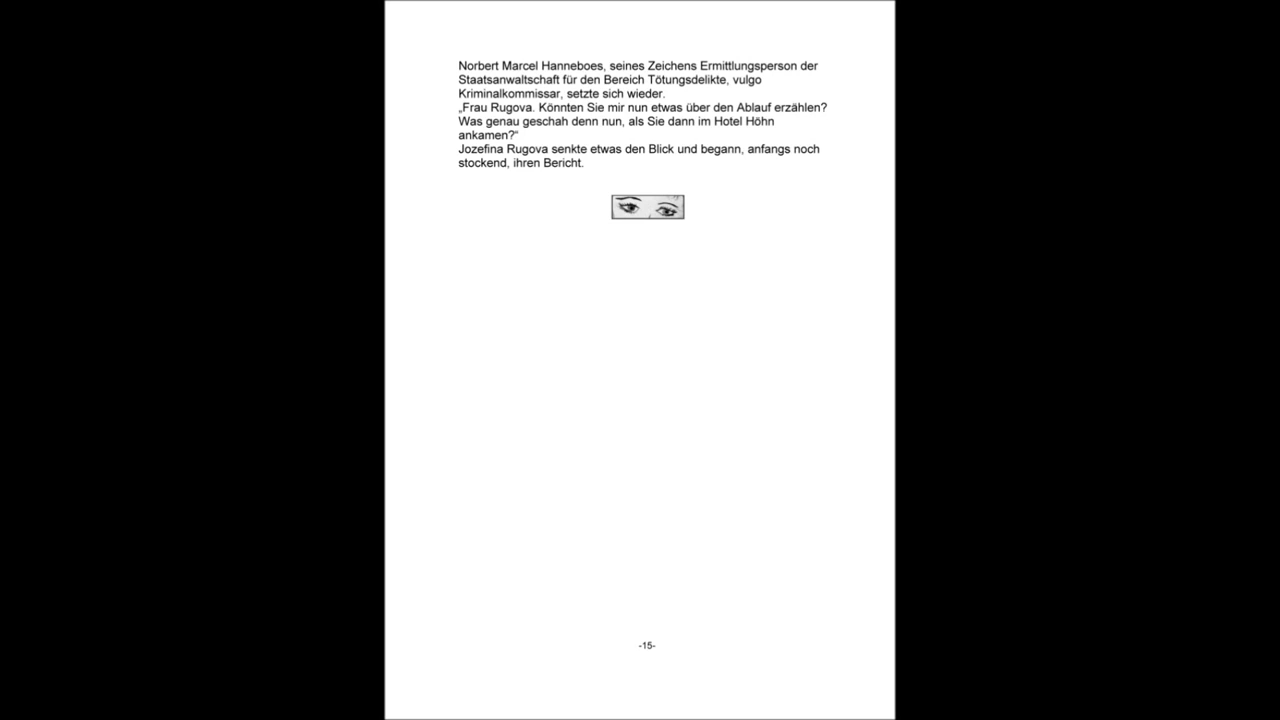 Norbert Marcel Hanneboes, seines Zeichens Ermittlungsperson der
Staatsanwaltschaft für den Bereich Tötungsdelikte, vulgo
Kriminalkommissar, setzte sich wieder.
„Frau Rugova. Könnten Sie mir nun etwas über den Ablauf erzählen?
Was genau geschah denn nun, als Sie dann im Hotel Höhn
ankamen?“
Jozefina Rugova senkte etwas den Blick und begann, anfangs noch
stockend, ihren Bericht.
-15-